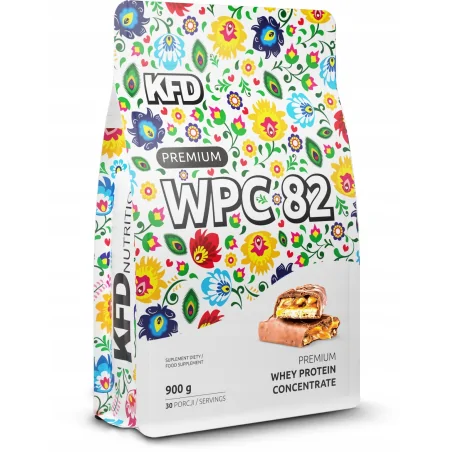 KFD
PREMIUM
WPC 82
KFD NUTRITION
SUPLEMENT DIETY /
FOOD SUPPLEMENT
900 g
30 PORCJI / SERVINGS
PREMIUM
WHEY PROTEIN
CONCENTRATE